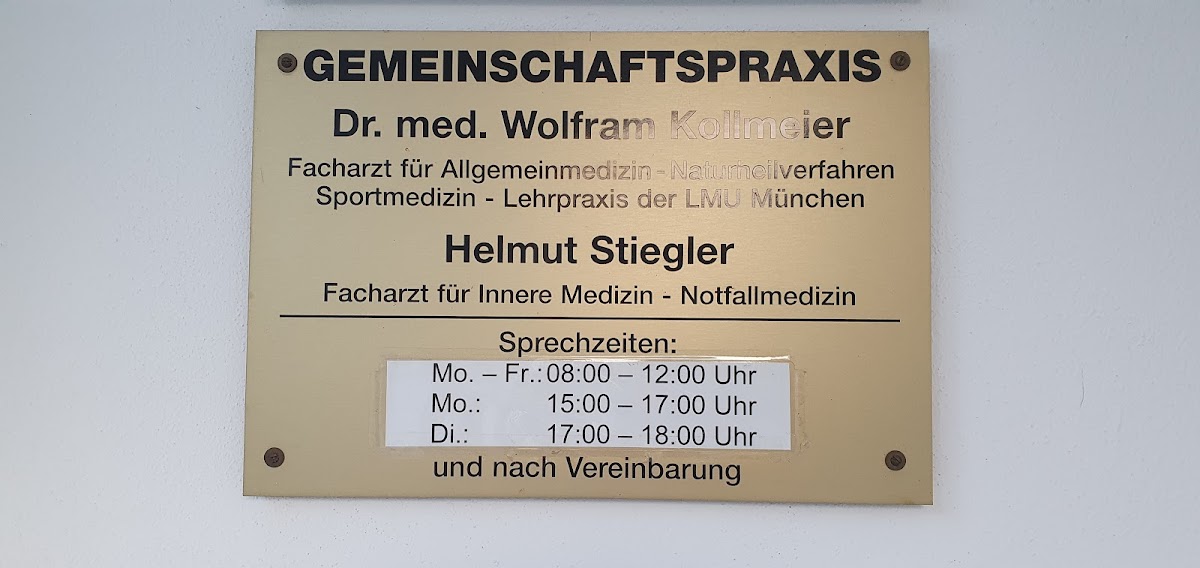 GEMEINSCHAFTSPRAXIS
Dr. med. Wolfram Kollmeier
Facharzt für Allgemeinmedizin - Naturheilverfahren
Sportmedizin - Lehrpraxis der LMU München
Helmut Stiegler
Facharzt für Innere Medizin - Notfallmedizin
Sprechzeiten:
Mo. – Fr.: 08:00 – 12:00 Uhr
Mo.: 15:00 – 17:00 Uhr
Di.: 17:00 – 18:00 Uhr
und nach Vereinbarung